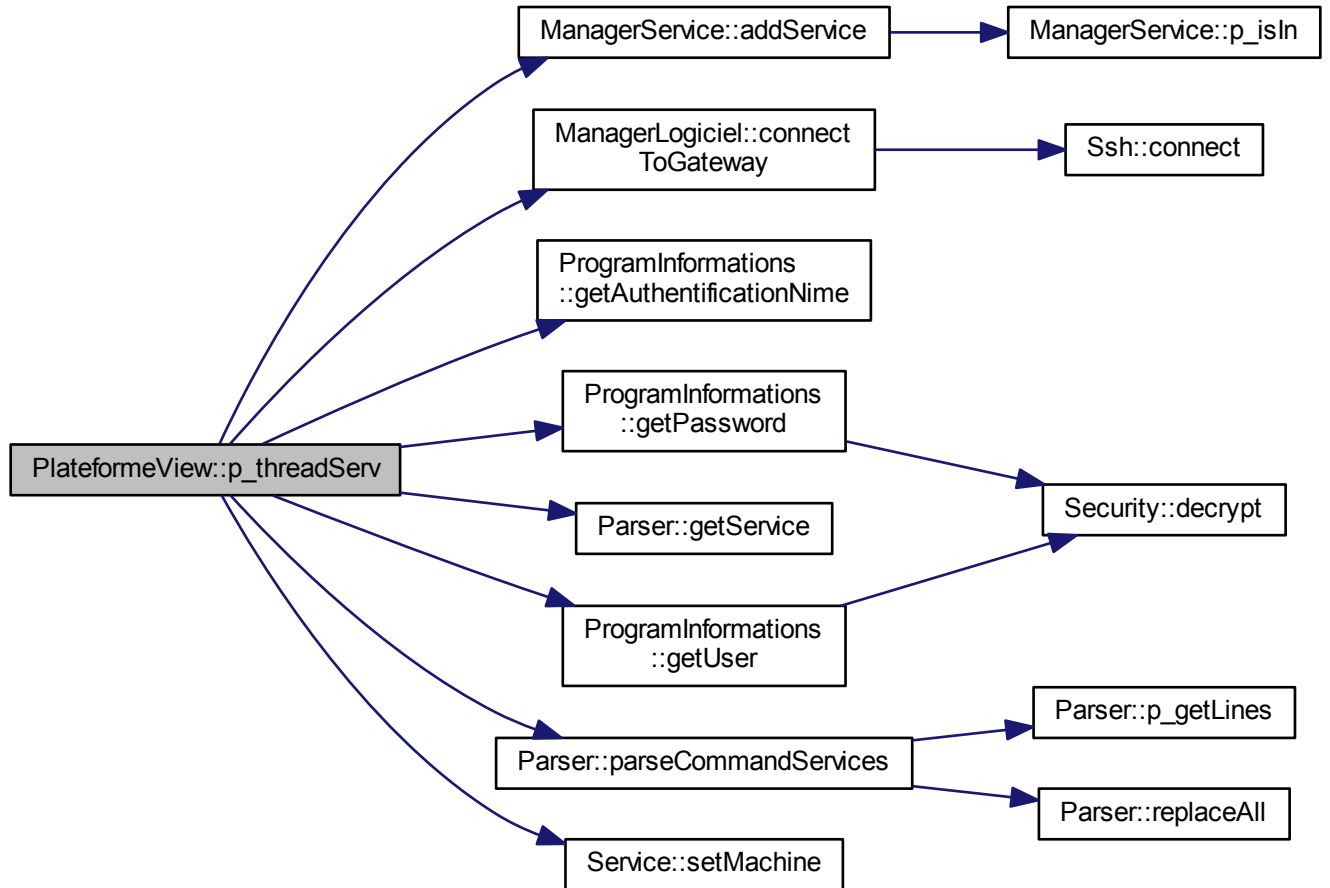 ManagerService::addService
ManagerService::p_isIn
ManagerLogiciel::connect
ToGateway
Ssh::connect
ProgramInformations
::getAuthentificationNime
ProgramInformations
::getPassword
PlateformeView::p_threadServ
Security::decrypt
Parser::getService
ProgramInformations
::getUser
Parser::p_getLines
Parser::parseCommandServices
Parser::replaceAll
Service::setMachine